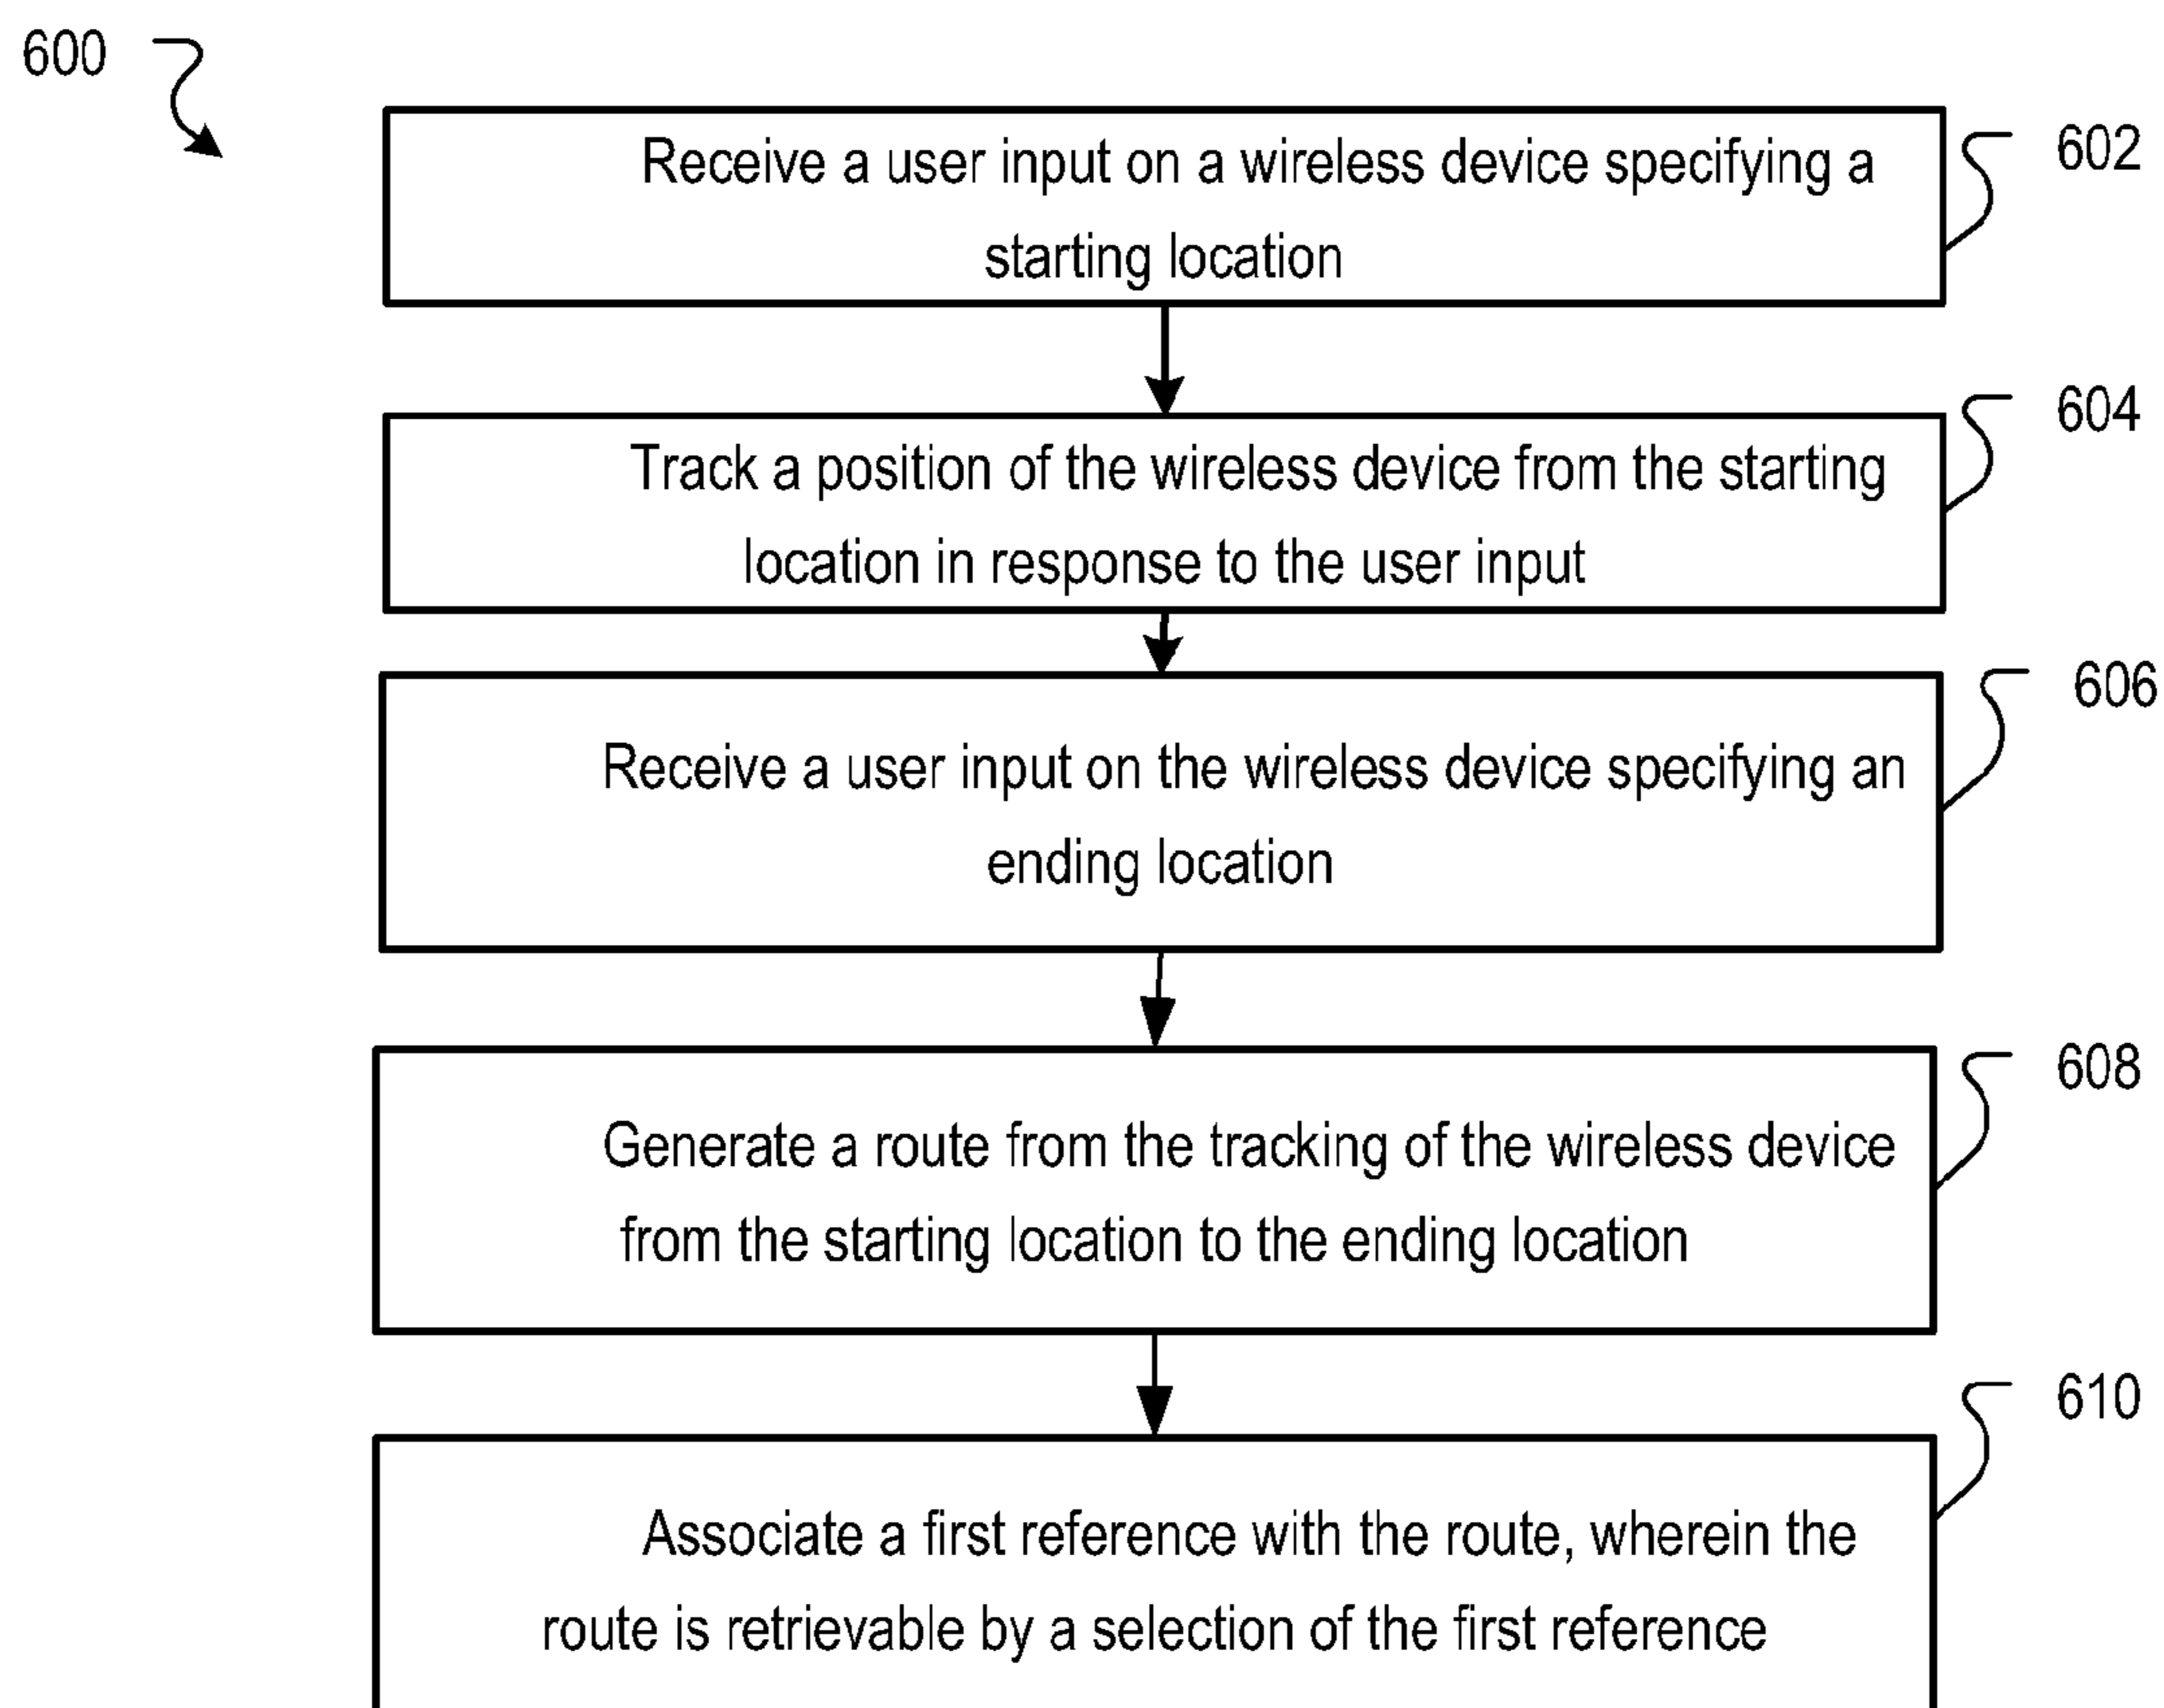 600
Receive a user input on a wireless device specifying a
starting location
602
Track a position of the wireless device from the starting
location in response to the user input
604
Receive a user input on the wireless device specifying an
ending location
606
Generate a route from the tracking of the wireless device
from the starting location to the ending location
608
Associate a first reference with the route, wherein the
route is retrievable by a selection of the first reference
610